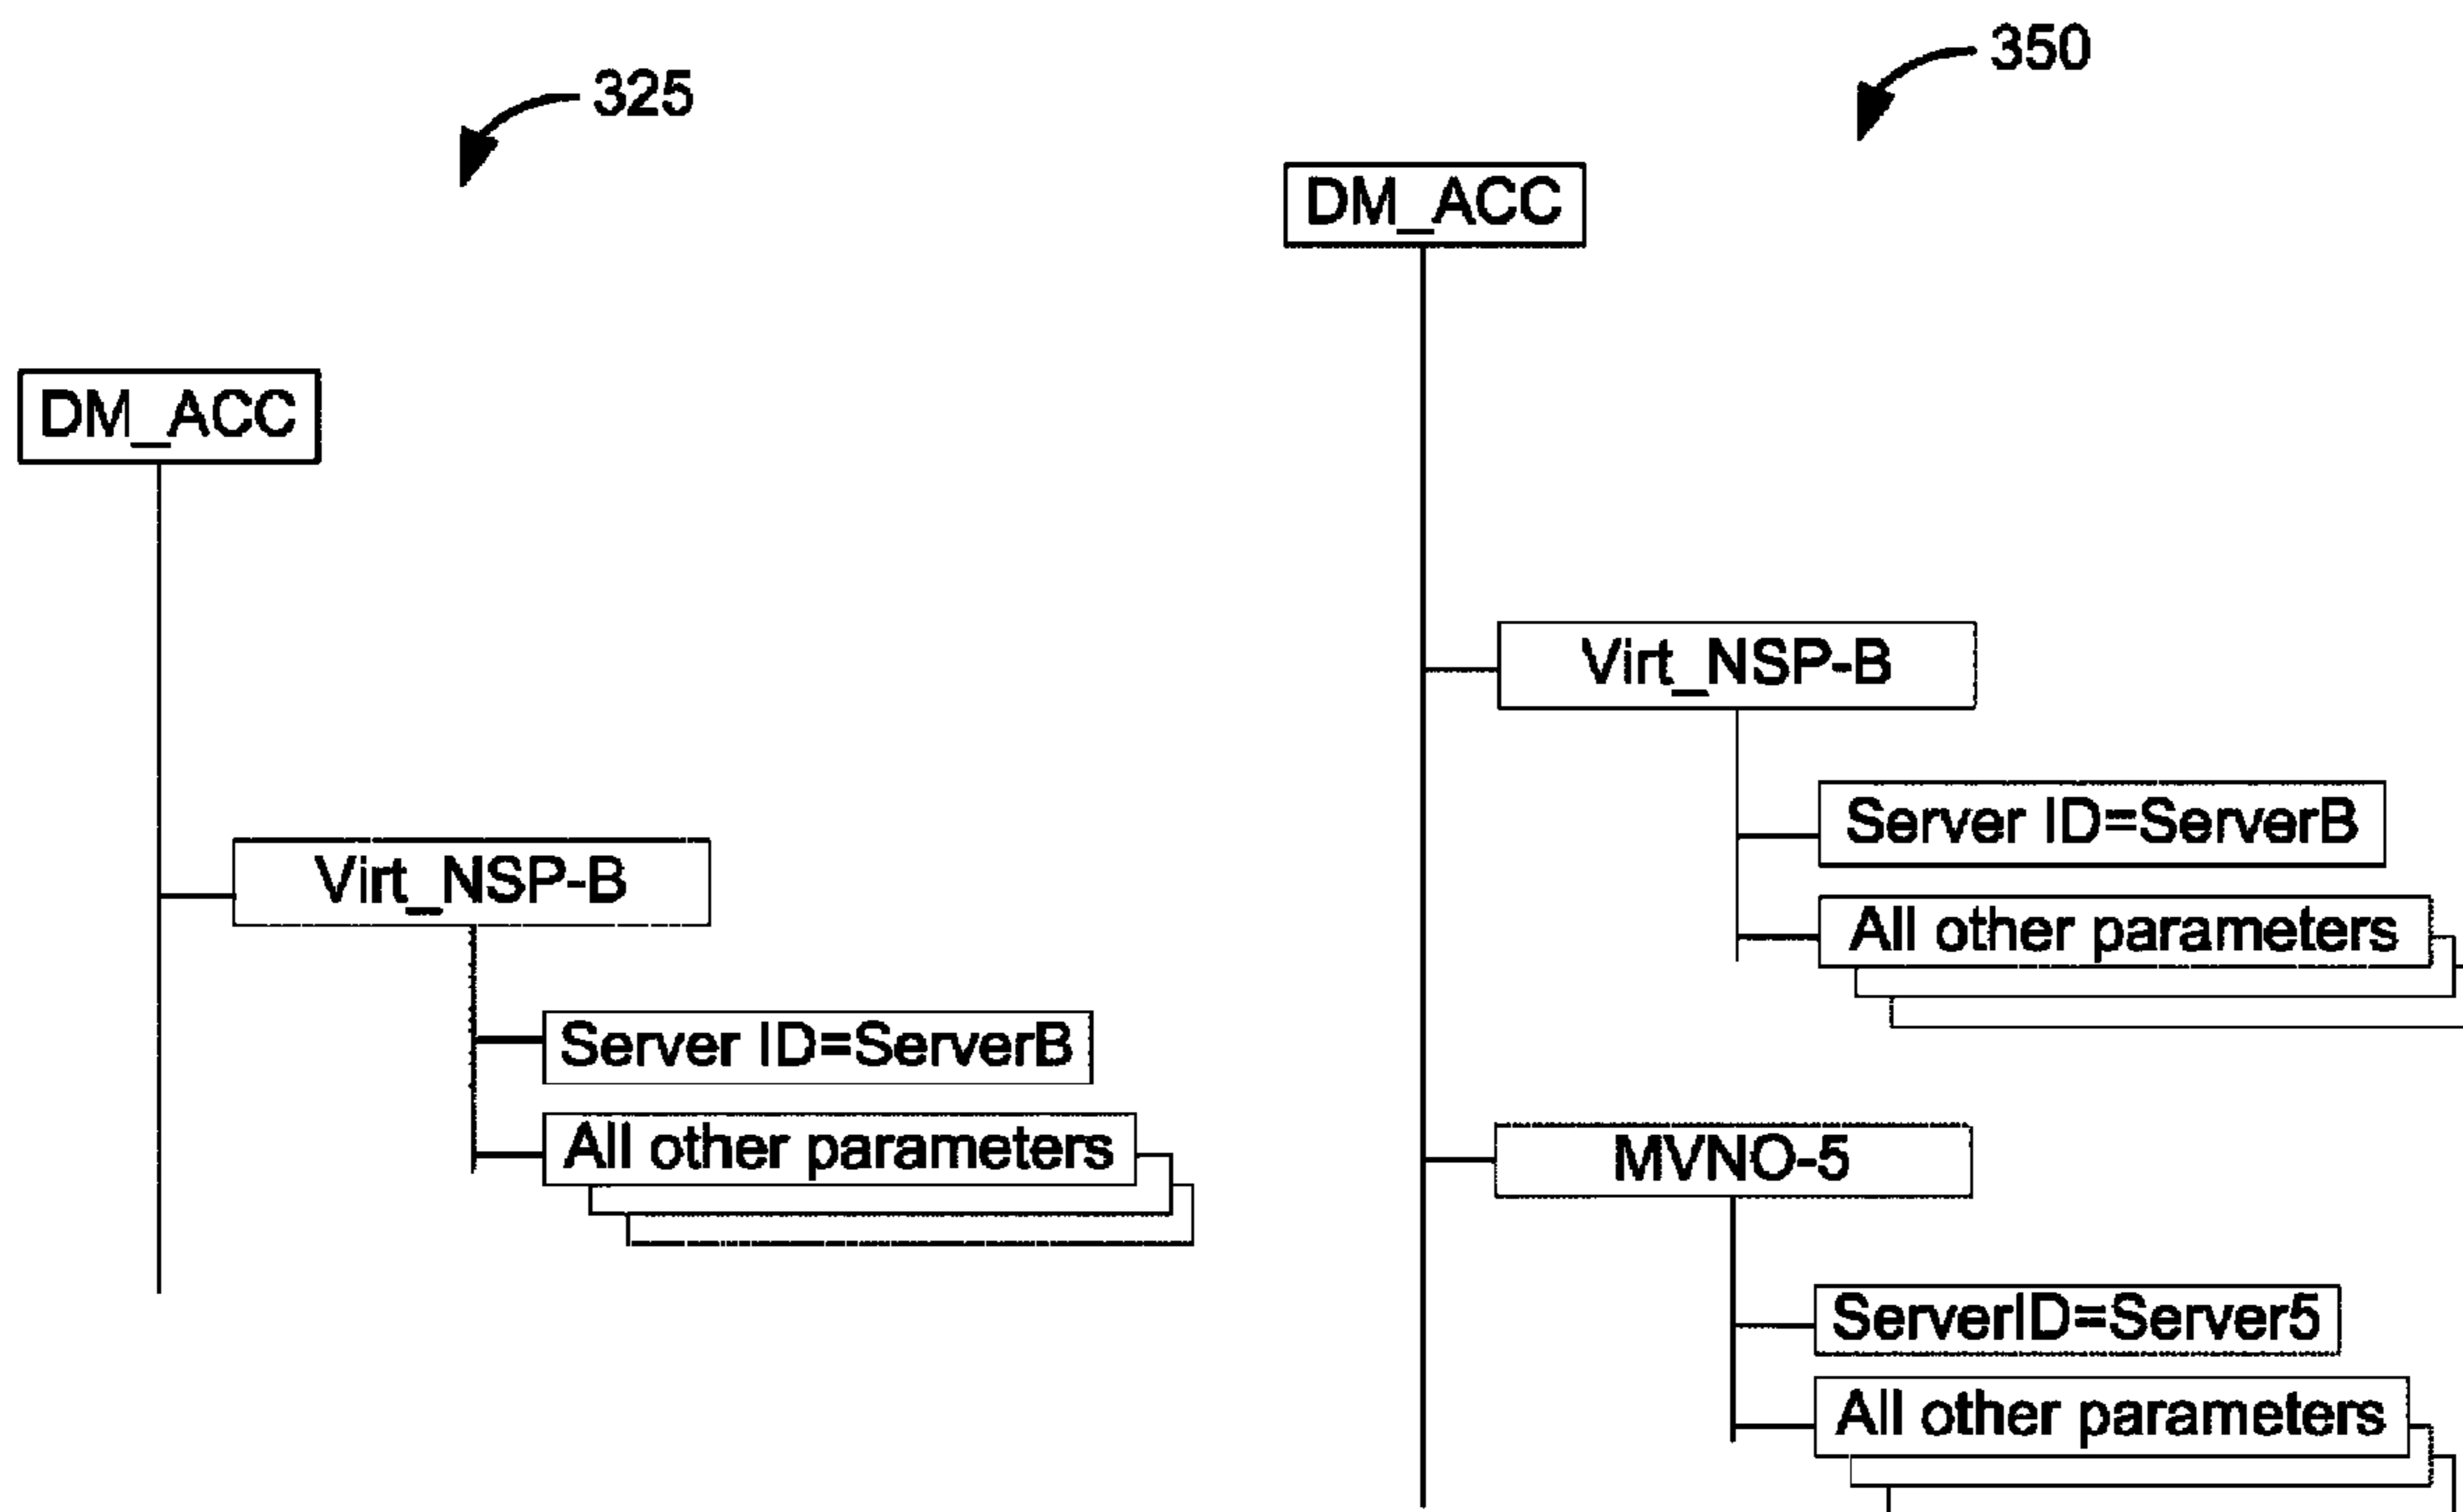 325
DM_ACC
Virt_NSP-B
Server ID=ServerB
All other parameters
350
DM_ACC
Virt_NSP-B
Server ID=ServerB
All other parameters
MVNO-5
ServerID=Server5
All other parameters